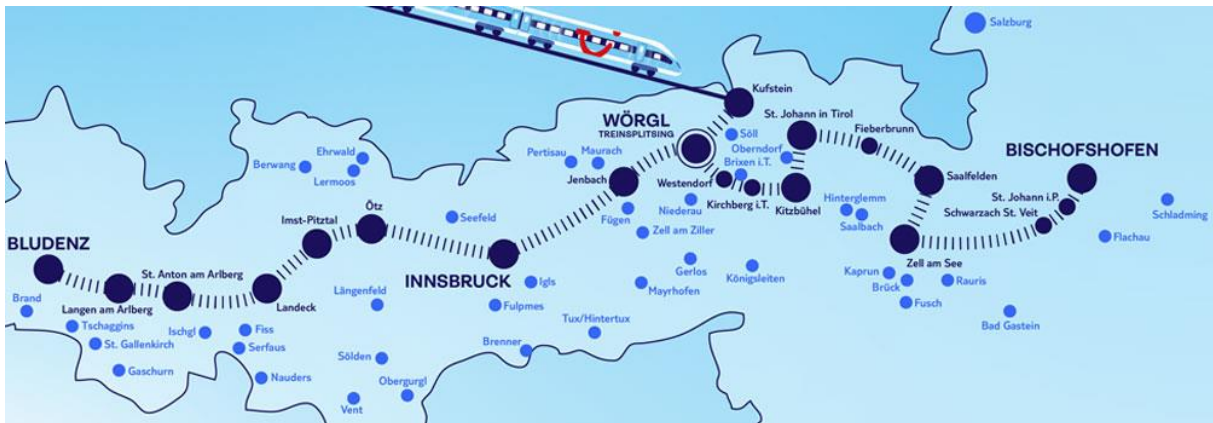 Salzburg
Kufstein
WÖRGL
TREINSPLITSING
St. Johann in Tirol
Fieberbrunn
Söll
Oberndorf
Brixen i.T.
BISCHOFSHOFEN
Ehrwald
Berwang
Lermoos
Pertisau
Maurach
Jenbach
Westendorf
Kirchberg i.T.
Kitzbühel
Saalfelden
St. Johann i.P.
Schwarzach St. Veit
Hinterglemm
Saalbach
Schladming
Flachau
Ötz
Imst-Pitztal
Seefeld
Fügen
Niederau
Zell am Ziller
BLUDENZ
St. Anton am Arlberg
INNSBRUCK
Zell am See
Gerlos
Königsleiten
Kaprun
Brück
Rauris
Fusch
Igls
Mayrhofen
Längenfeld
Landeck
Langen am Arlberg
Brand
Fulpmes
Bad Gastein
Tschaggins
Ischgl
Fiss
St. Gallenkirch
Serfaus
Tux/Hintertux
Brenner
Sölden
Gaschurn
Nauders
Obergurgl
Vent